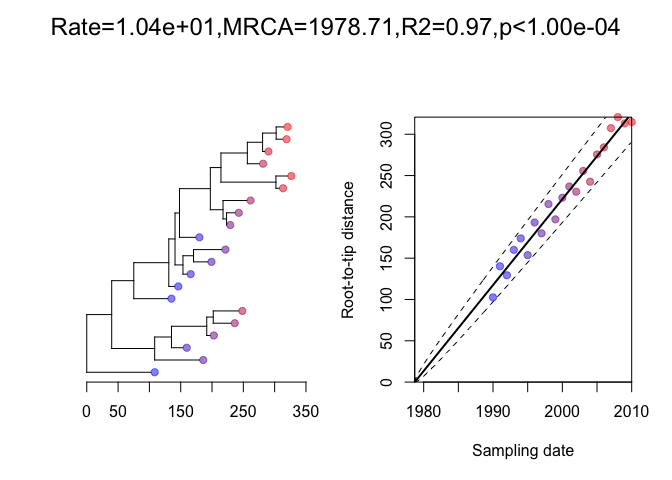 Rate=1.04e+01,MRCA=1978.71,R2=0.97,p<1.00e-04
0 50 150 250 350
Root-to-tip distance
0 50 100 150 200 250 300
1980 1990 2000 2010
Sampling date